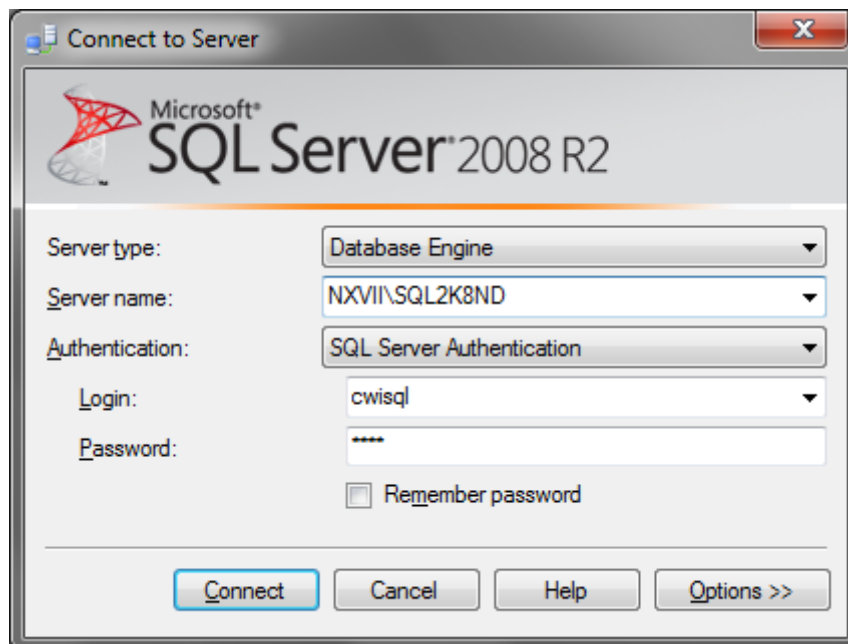 Connect to Server
Microsoft®
SQL Server® 2008 R2
Server type: Database Engine
Server name: NXVII\SQL2K8ND
Authentication: SQL Server Authentication
Login: cwisql
Password: ****
Remember password
Connect Cancel Help Options >>